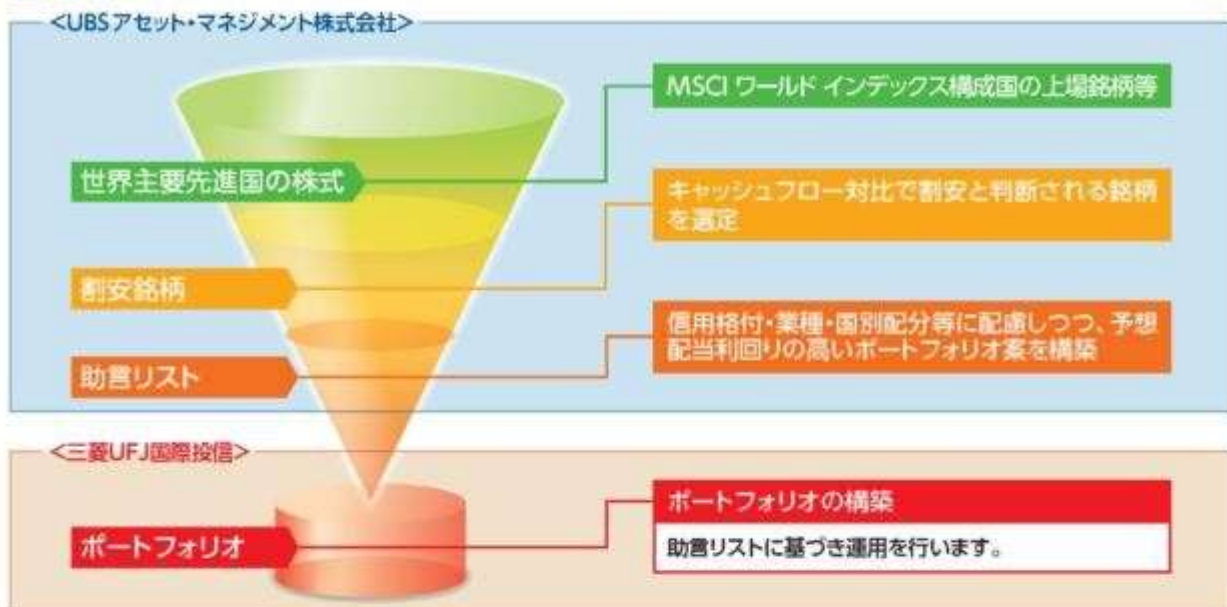 <UBSアセット・マネジメント株式会社>
MSCI ワールド インデックス構成国の上場銘柄等
世界主要先進国の株式
キャッシュフロー対比で割安と判断される銘柄
を選定
割安銘柄
信用格付・業種・国別配分等に配慮しつつ、予想
配当利回りの高いポートフォリオ案を構築
助言リスト
<三菱UFJ国際投信>
ポートフォリオの構築
ポートフォリオ
助言リストに基づき運用を行います。